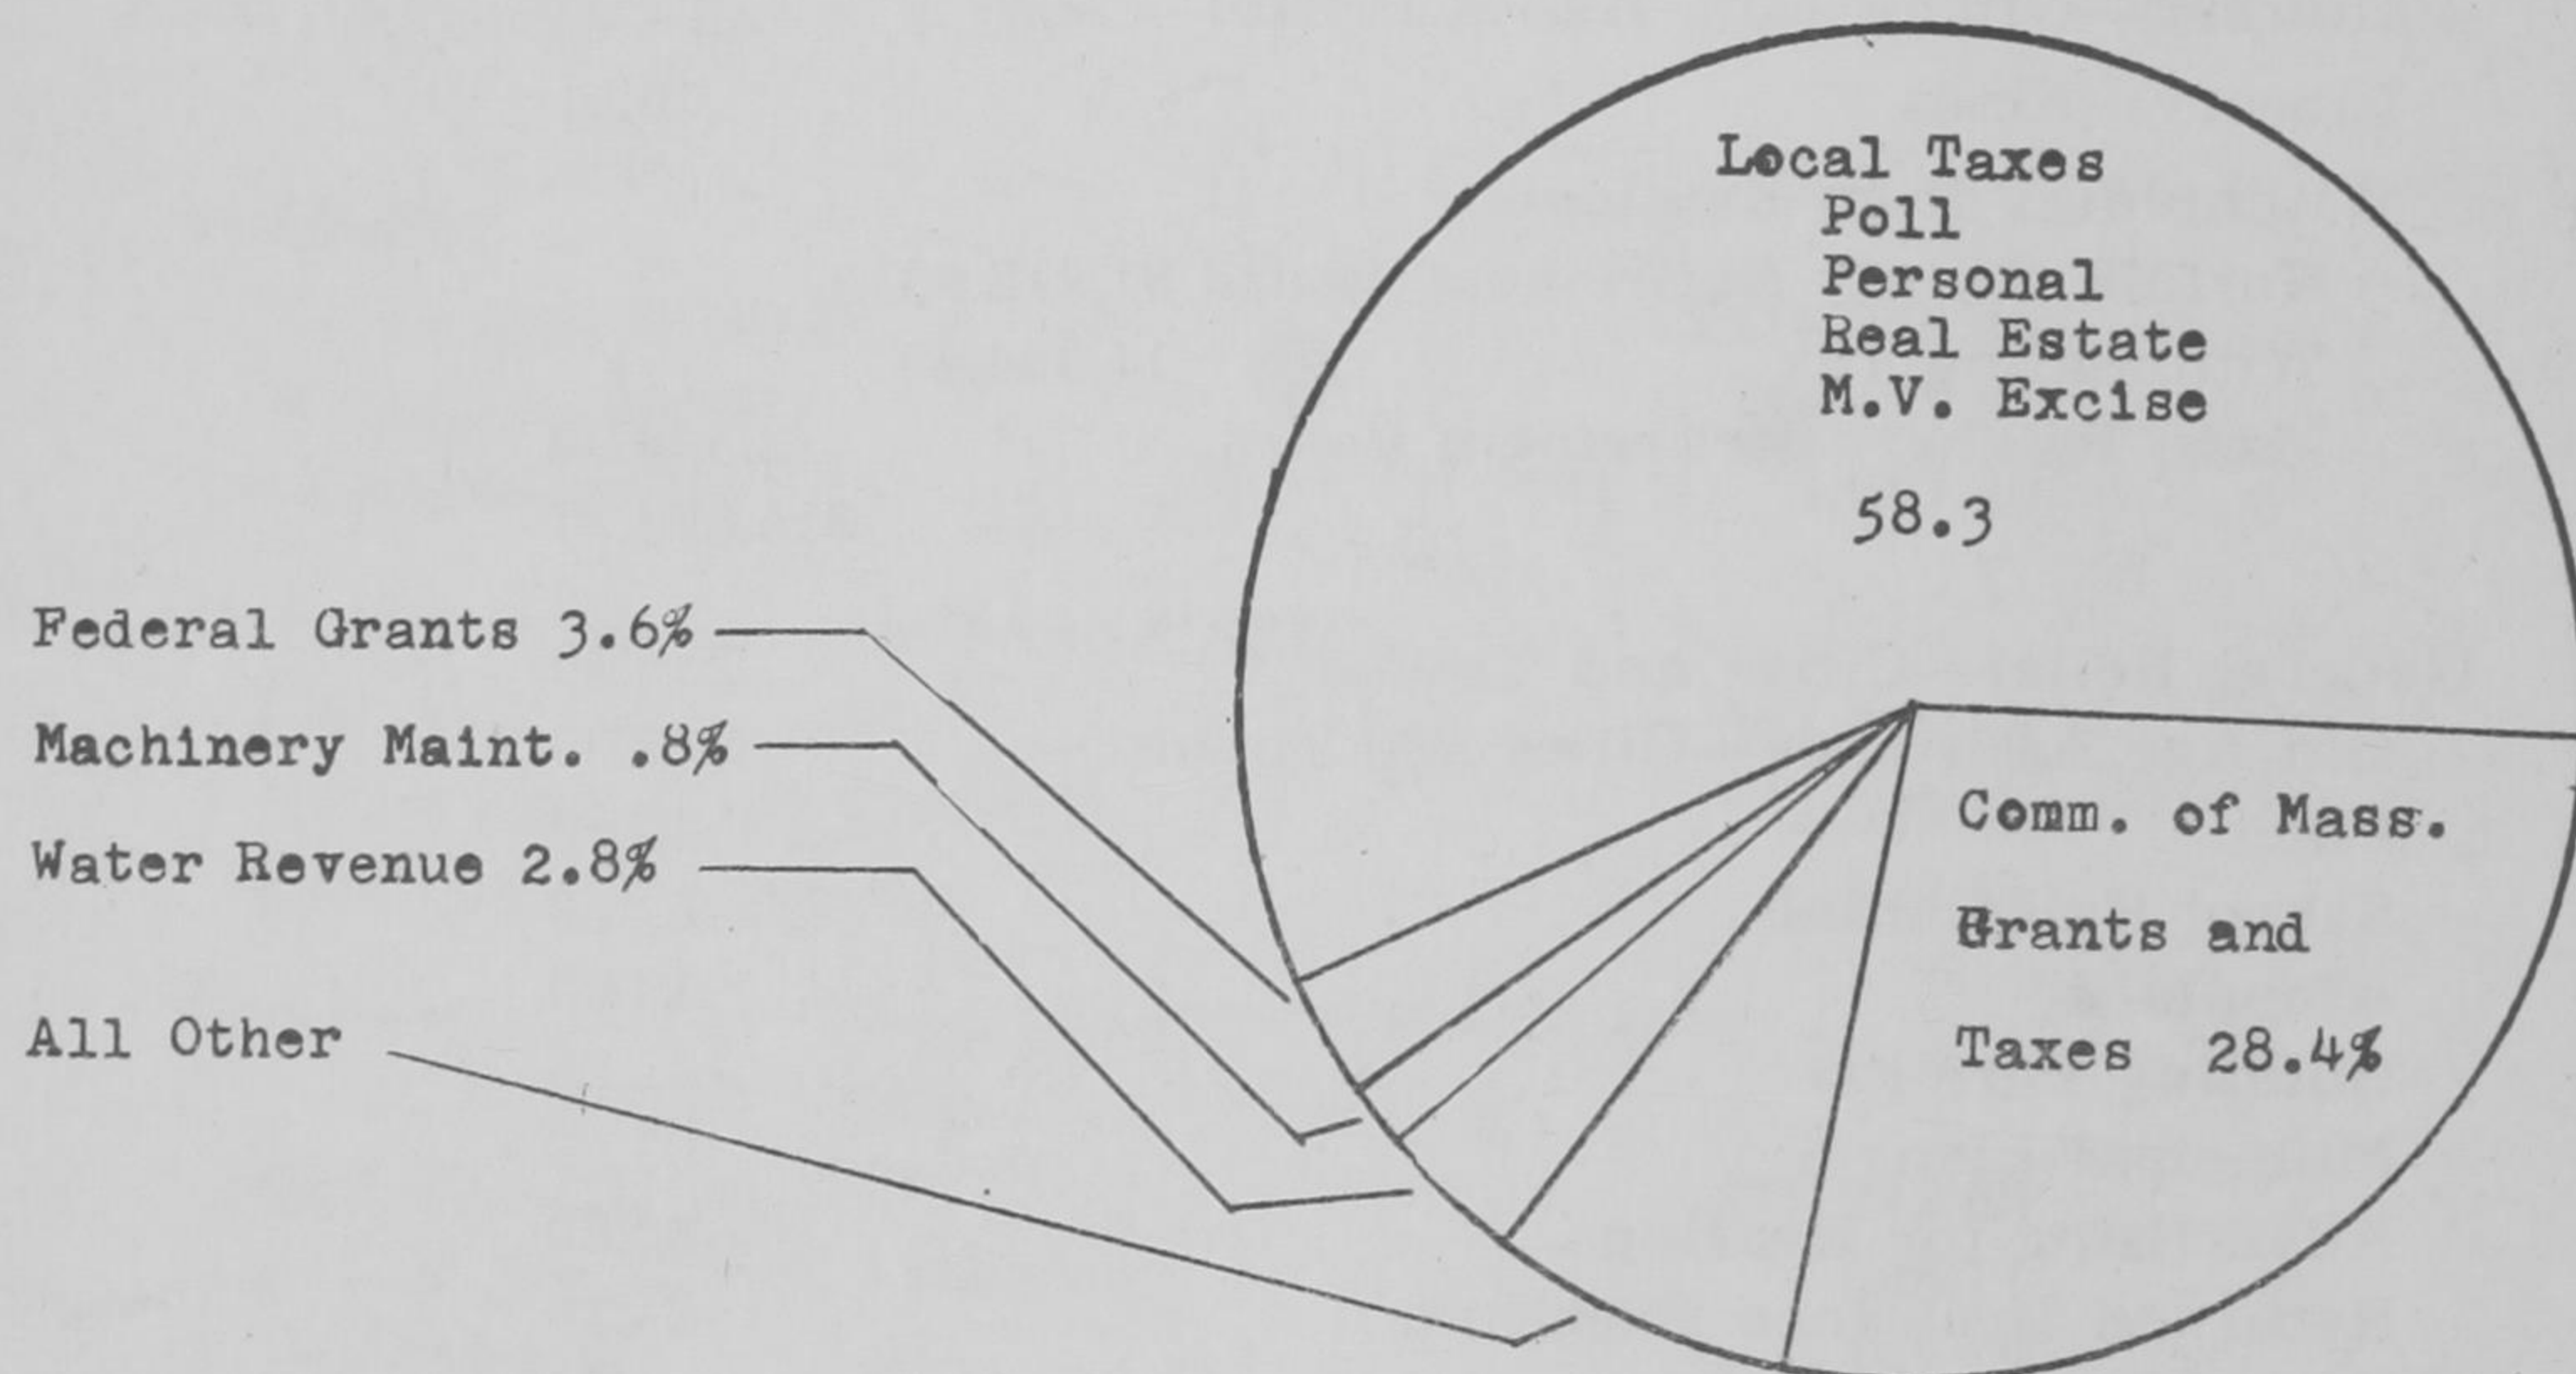 Local Taxes
Poll
Personal
Real Estate
M.V. Excise
58.3
Federal Grants 3.6%
Machinery Maint. .8%
Water Revenue 2.8%
All Other
Comm. of Mass.
Grants and
Taxes 28.4%